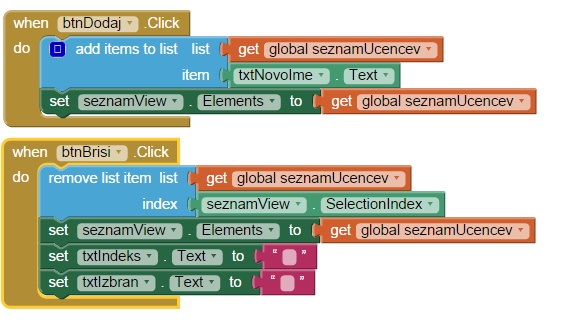 when btnDodaj .Click
do add items to list list get global seznamUcencev
item txtNovoIme . Text
set seznamView . Elements to get global seznamUcencev
when btnBrisi .Click
do remove list item list get global seznamUcencev
index seznamView . SelectionIndex
set seznamView . Elements to get global seznamUcencev
set txtIndeks . Text to “ ”
set txtIzbran . Text to “ ”